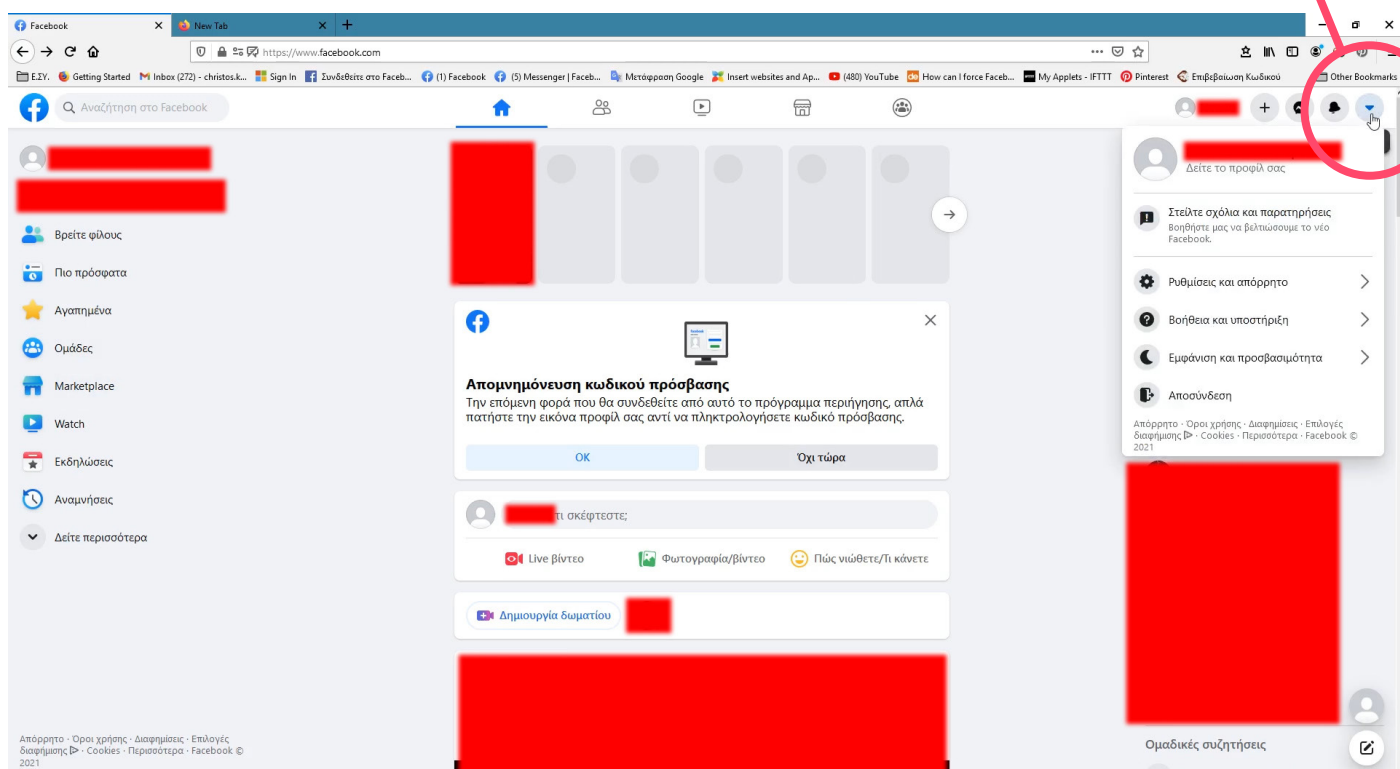 Facebook
New Tab
https://www.facebook.com
Ε.ΣΥ.
Getting Started
Inbox (272) - christos.k...
Sign In
Συνδεθείτε στο Faceb...
(1) Facebook
(5) Messenger | Faceb...
Μετάφραση Google
Insert websites and Ap...
(480) YouTube
How can I force Faceb...
My Applets - IFTTT
Pinterest
Επιβεβαίωση Κωδικού
Other Bookmarks
Αναζήτηση στο Facebook
Βρείτε φίλους
Πιο πρόσφατα
Αγαπημένα
Ομάδες
Marketplace
Watch
Εκδηλώσεις
Αναμνήσεις
Δείτε περισσότερα
Απόρρητο · Όροι χρήσης · Διαφημίσεις · Επιλογές
διαφήμισης · Cookies · Περισσότερα · Facebook ©
2021
Απομνημόνευση κωδικού πρόσβασης
Την επόμενη φορά που θα συνδεθείτε από αυτό το πρόγραμμα περιήγησης, απλά
πατήστε την εικόνα προφίλ σας αντί να πληκτρολογήσετε κωδικό πρόσβασης.
OK
Όχι τώρα
τι σκέφτεστε;
Live βίντεο
Φωτογραφία/βίντεο
Πώς νιώθετε/Τι κάνετε
Δημιουργία δωματίου
Δείτε το προφίλ σας
Στείλτε σχόλια και παρατηρήσεις
Βοηθήστε μας να βελτιώσουμε το νέο
Facebook.
Ρυθμίσεις και απόρρητο
Βοήθεια και υποστήριξη
Εμφάνιση και προσβασιμότητα
Αποσύνδεση
Απόρρητο · Όροι χρήσης · Διαφημίσεις · Επιλογές
διαφήμισης · Cookies · Περισσότερα · Facebook ©
2021
Ομαδικές συζητήσεις